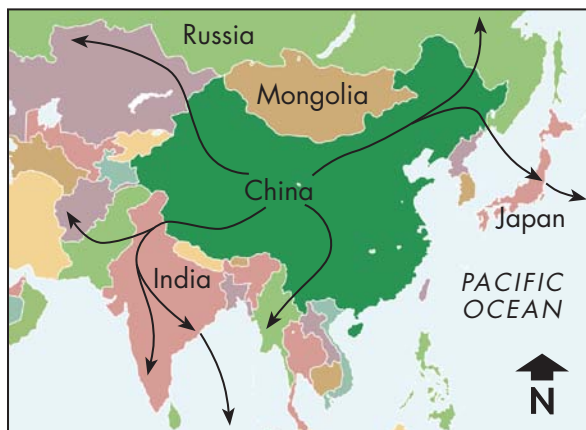 Russia
Mongolia
China
Japan
India
PACIFIC
OCEAN
N